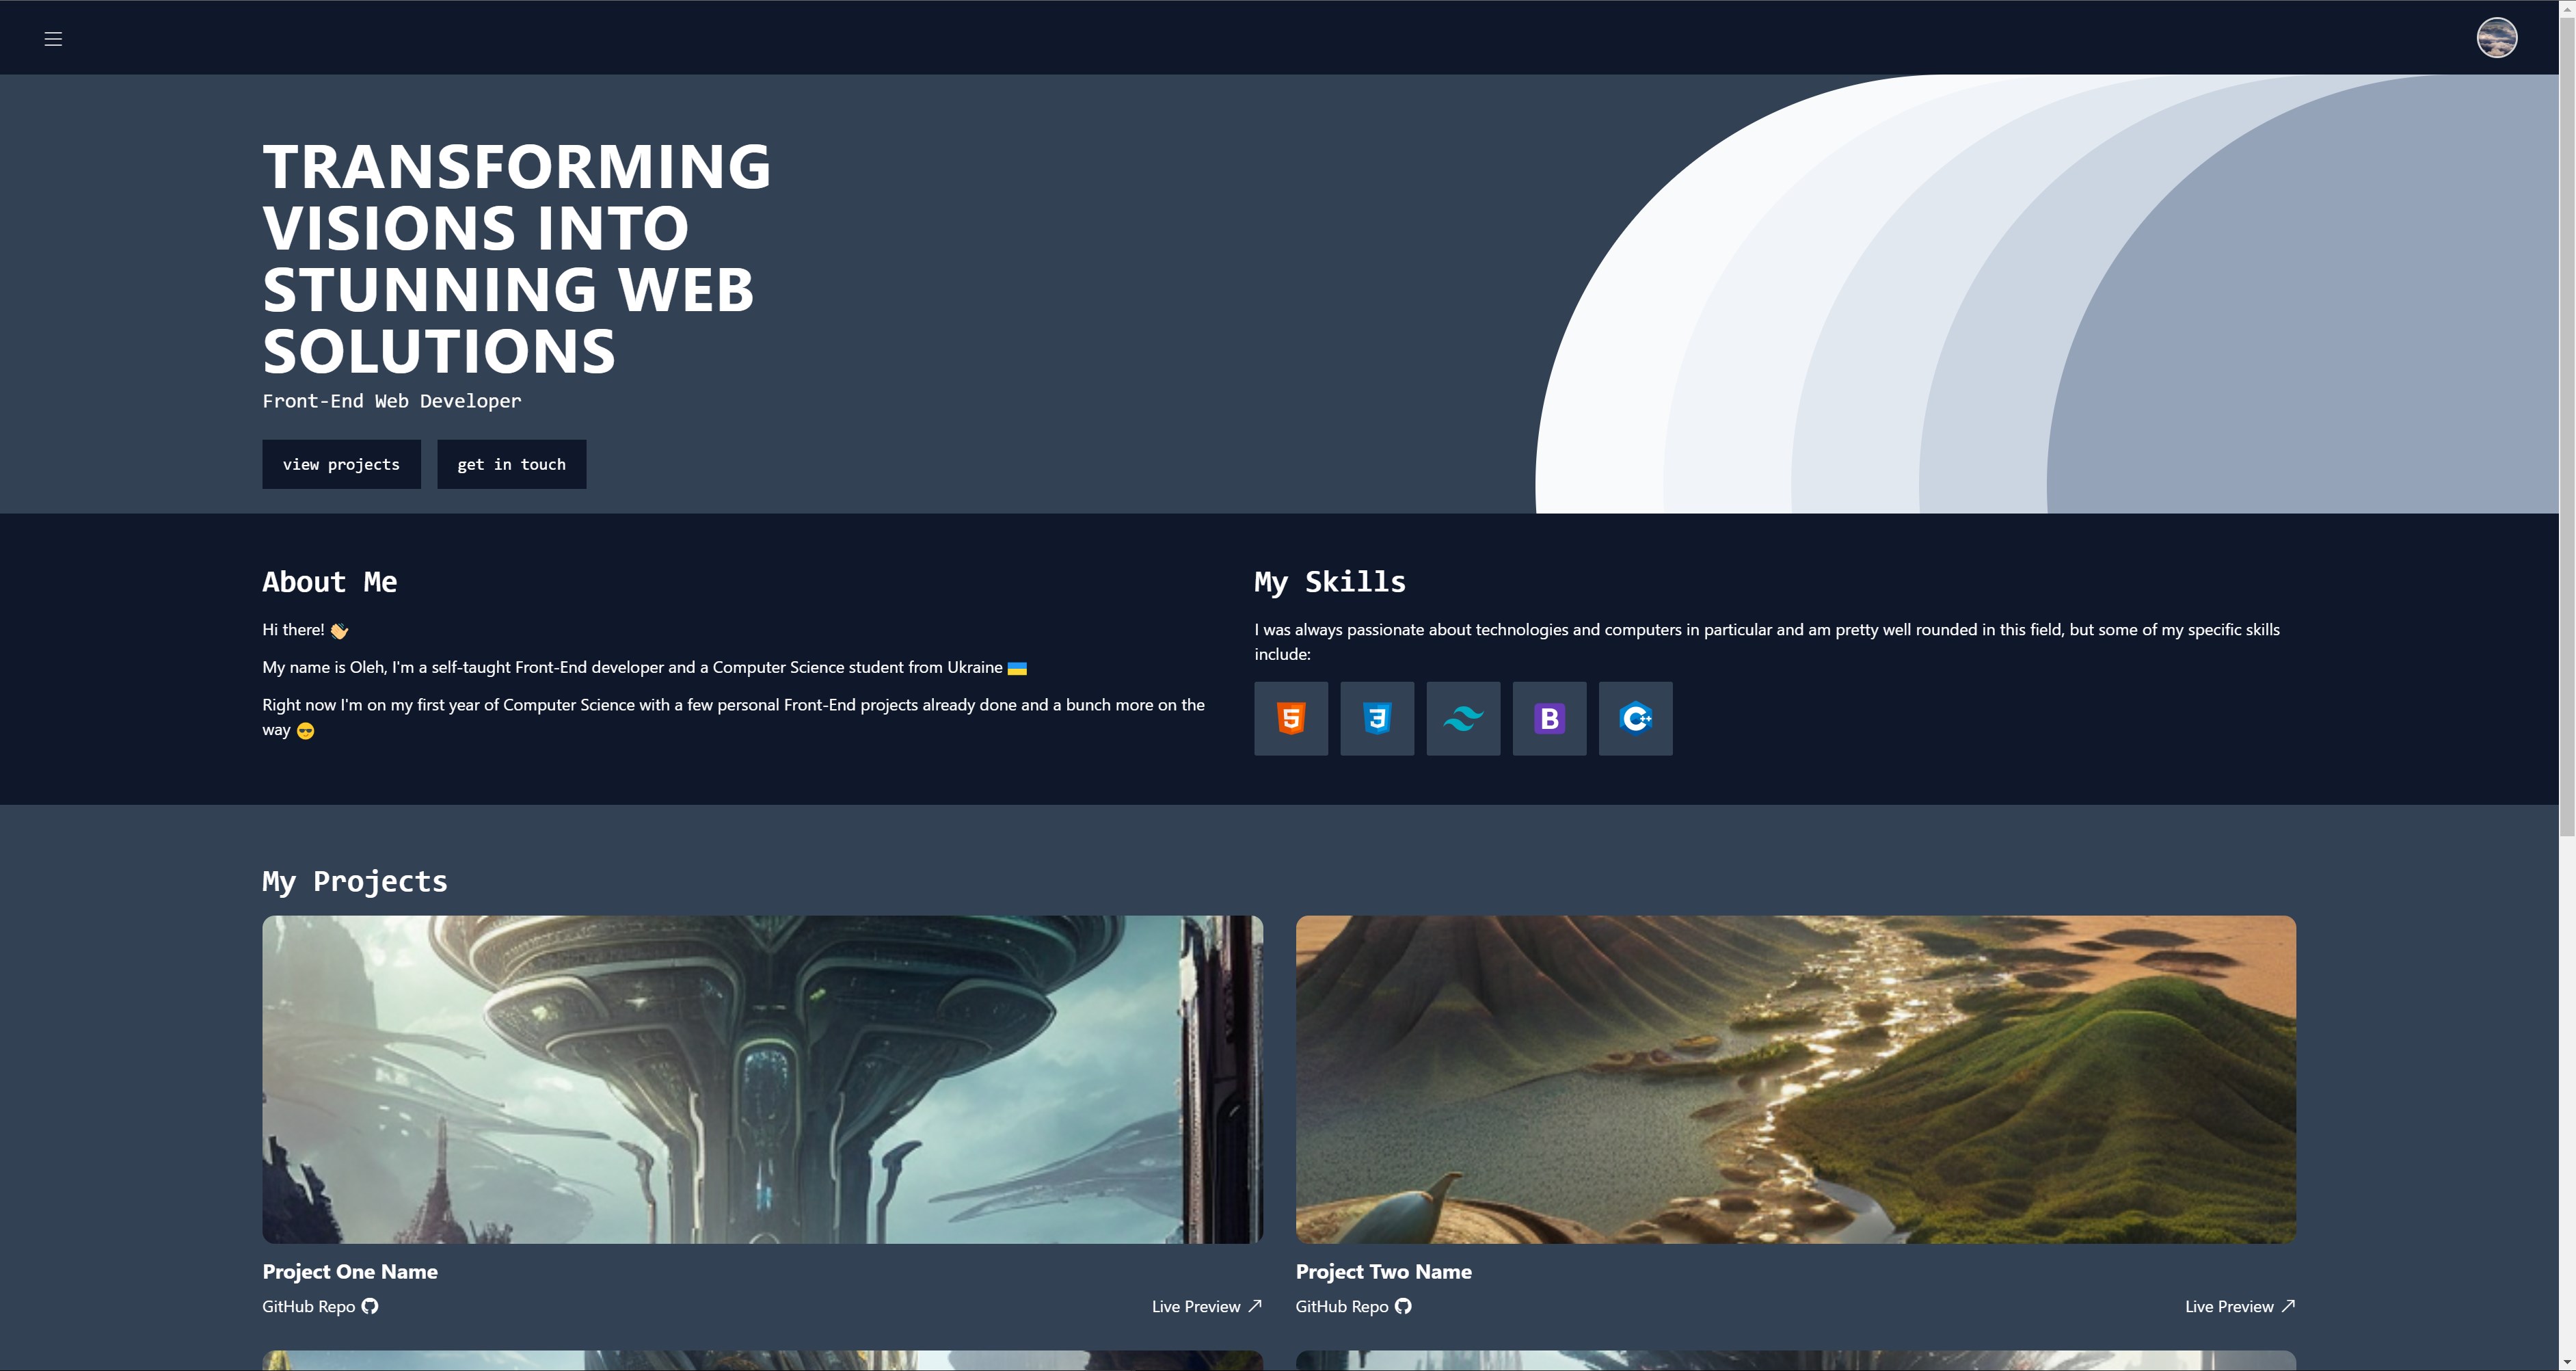 TRANSFORMING
VISIONS INTO
STUNNING WEB
SOLUTIONS
Front-End Web Developer
view projects
get in touch
About Me
Hi there! 👋
My name is Oleh, I'm a self-taught Front-End developer and a Computer Science student from Ukraine 🇺🇦
Right now I'm on my first year of Computer Science with a few personal Front-End projects already done and a bunch more on the
way 😎
My Skills
I was always passionate about technologies and computers in particular and am pretty well rounded in this field, but some of my specific skills
include:
5
3
B
C++
My Projects
Project One Name
GitHub Repo
Live Preview
Project Two Name
GitHub Repo
Live Preview